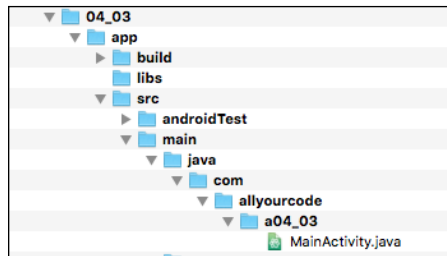 04_03
app
build
libs
src
androidTest
main
java
com
allyourcode
a04_03
MainActivity.java